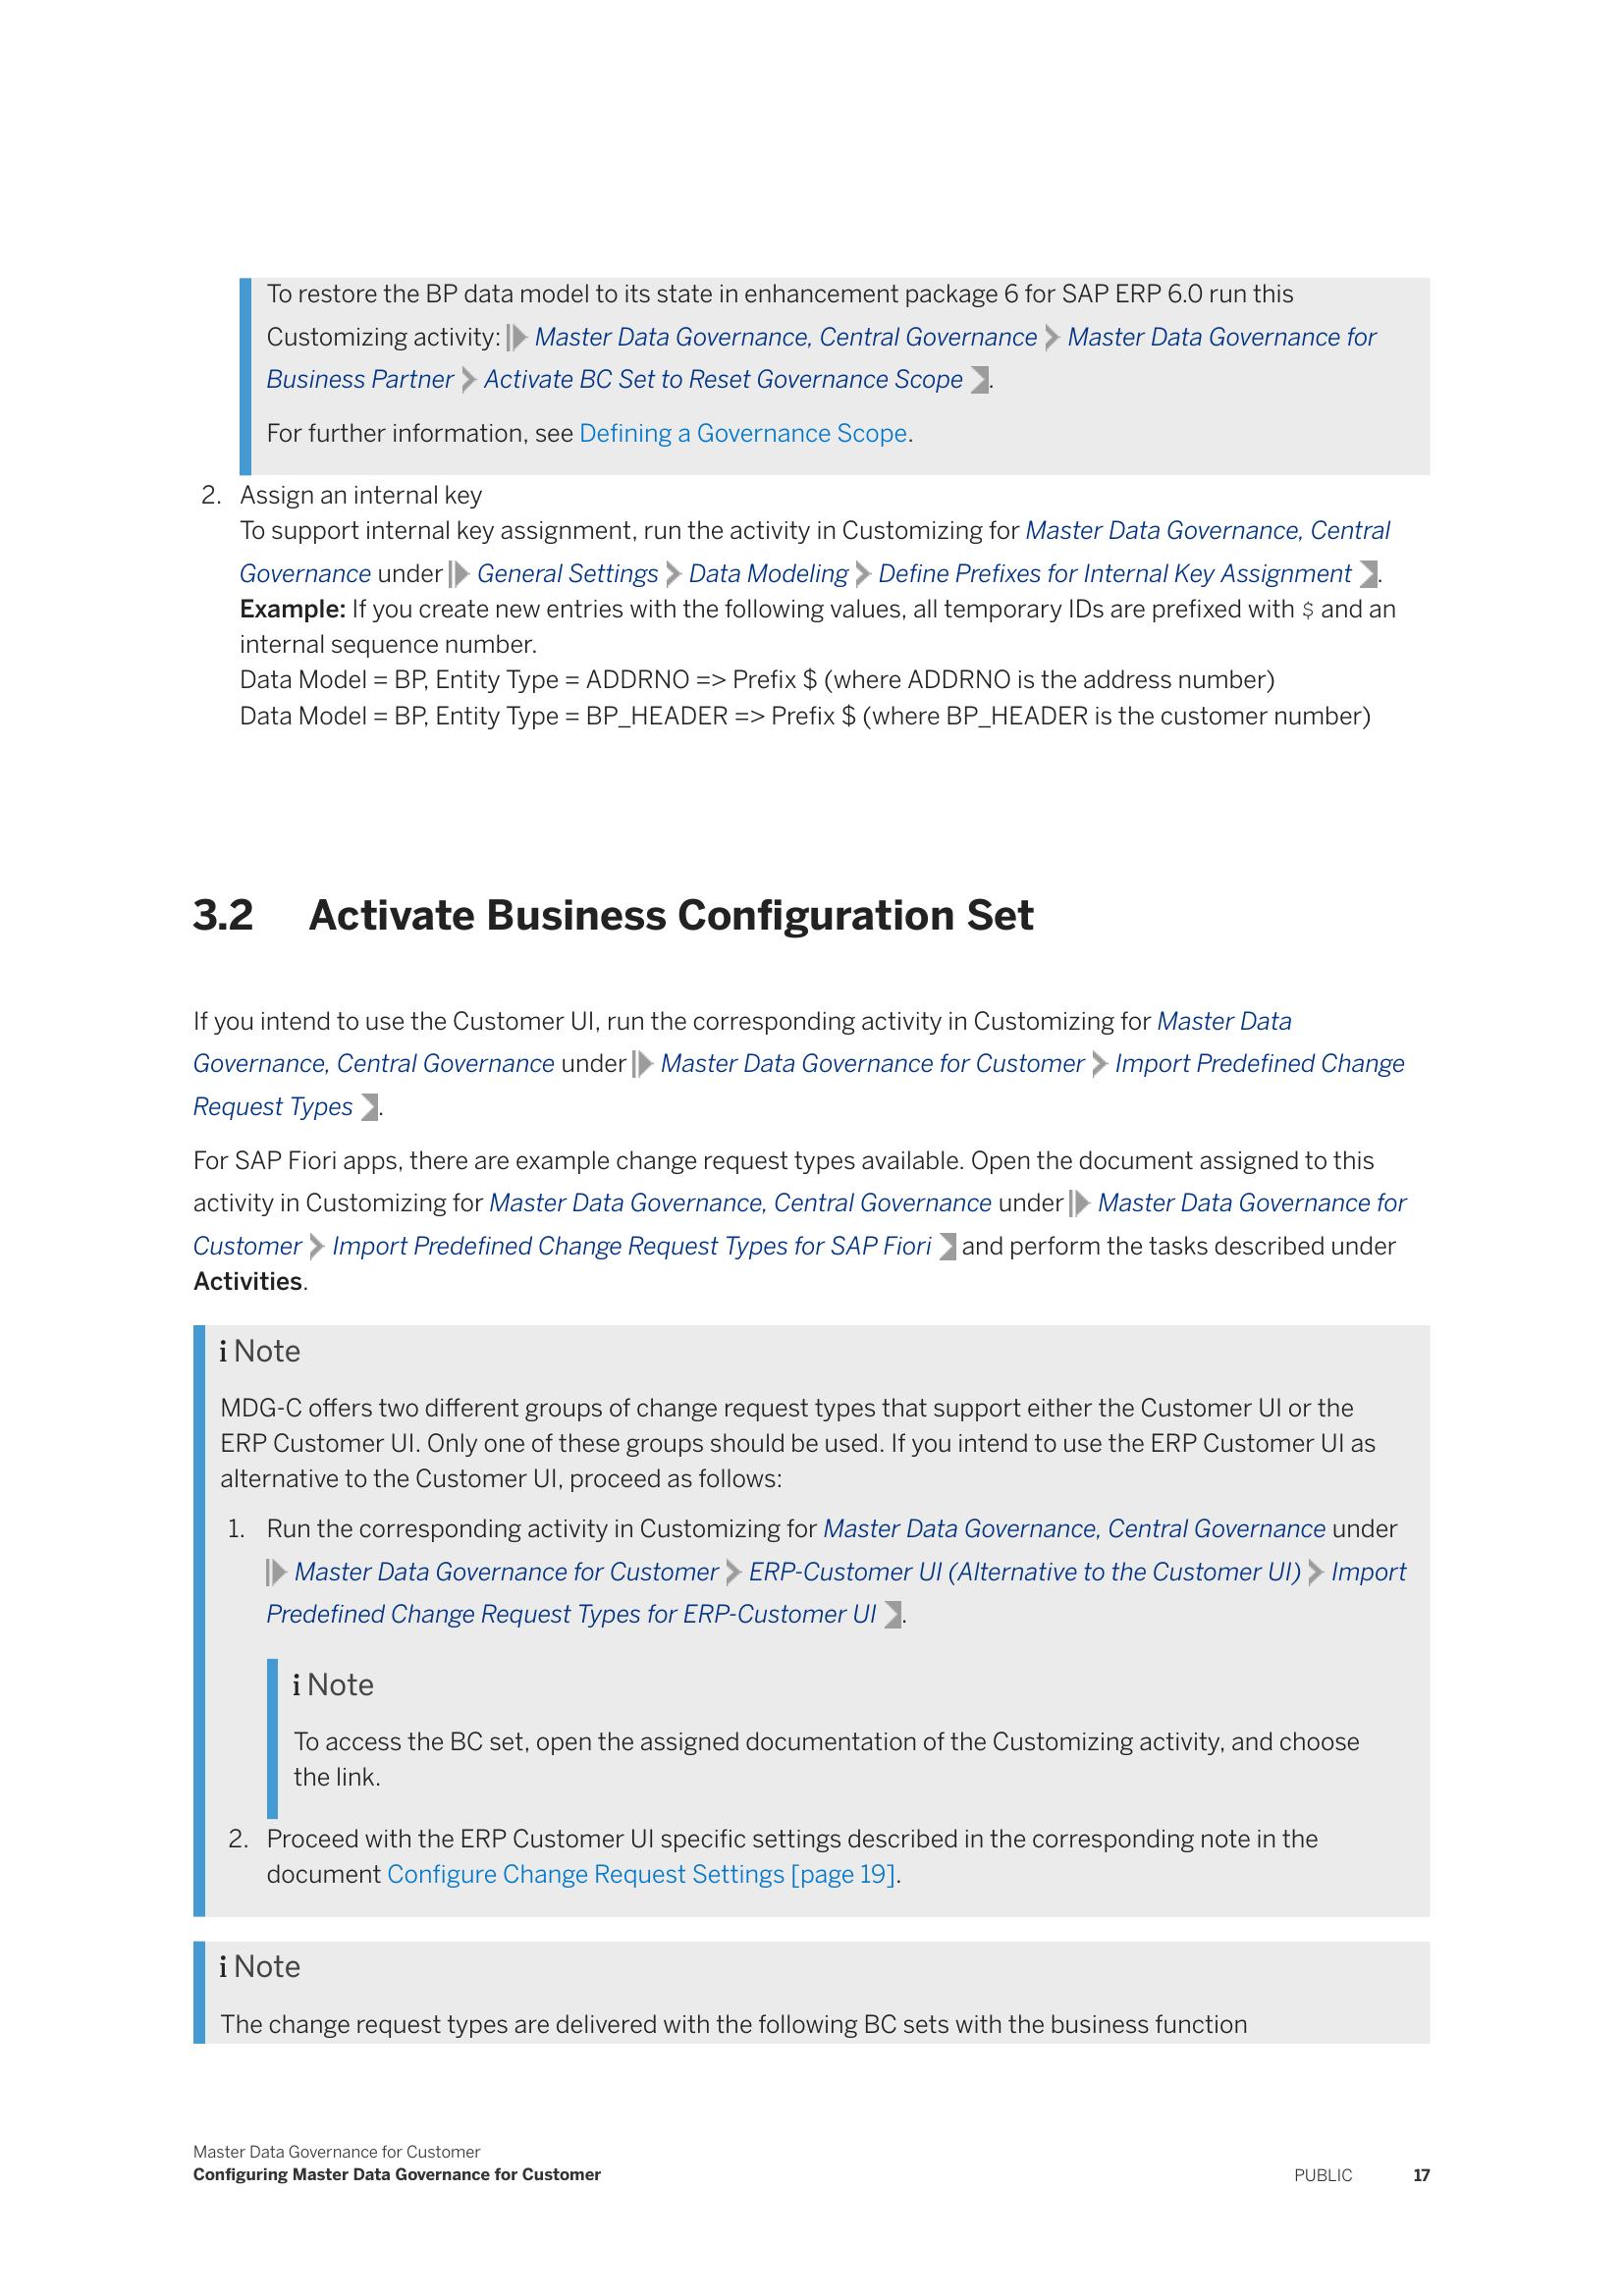 To restore the BP data model to its state in enhancement package 6 for SAP ERP 6.0 run this
Customizing activity: Master Data Governance, Central Governance Master Data Governance for
Business Partner Activate BC Set to Reset Governance Scope .
For further information, see Defining a Governance Scope.
2. Assign an internal key
To support internal key assignment, run the activity in Customizing for Master Data Governance, Central
Governance under General Settings Data Modeling Define Prefixes for Internal Key Assignment .
Example: If you create new entries with the following values, all temporary IDs are prefixed with $ and an
internal sequence number.
Data Model = BP, Entity Type = ADDRNO => Prefix $ (where ADDRNO is the address number)
Data Model = BP, Entity Type = BP_HEADER => Prefix $ (where BP_HEADER is the customer number)
3.2 Activate Business Configuration Set
If you intend to use the Customer UI, run the corresponding activity in Customizing for Master Data
Governance, Central Governance under Master Data Governance for Customer Import Predefined Change
Request Types .
For SAP Fiori apps, there are example change request types available. Open the document assigned to this
activity in Customizing for Master Data Governance, Central Governance under Master Data Governance for
Customer Import Predefined Change Request Types for SAP Fiori and perform the tasks described under
Activities.
i Note
MDG-C offers two different groups of change request types that support either the Customer UI or the
ERP Customer UI. Only one of these groups should be used. If you intend to use the ERP Customer UI as
alternative to the Customer UI, proceed as follows:
1. Run the corresponding activity in Customizing for Master Data Governance, Central Governance under
Master Data Governance for Customer ERP-Customer UI (Alternative to the Customer UI) Import
Predefined Change Request Types for ERP-Customer UI .
i Note
To access the BC set, open the assigned documentation of the Customizing activity, and choose
the link.
2. Proceed with the ERP Customer UI specific settings described in the corresponding note in the
document Configure Change Request Settings [page 19].
i Note
The change request types are delivered with the following BC sets with the business function
Master Data Governance for Customer
Configuring Master Data Governance for Customer
PUBLIC 17